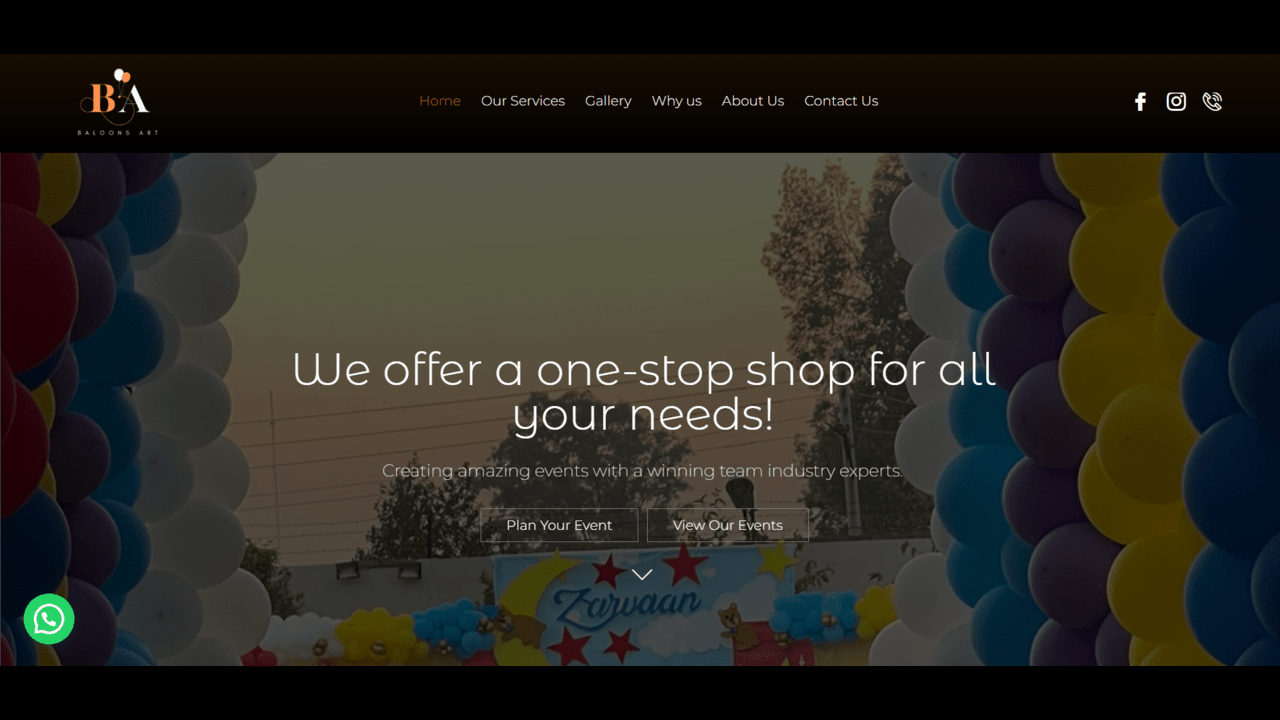 B A
BALOONS ART
Home Our Services Gallery Why us About Us Contact Us
We offer a one-stop shop for all
your needs!
Creating amazing events with a winning team industry experts.
Plan Your Event View Our Events
Zarvaan